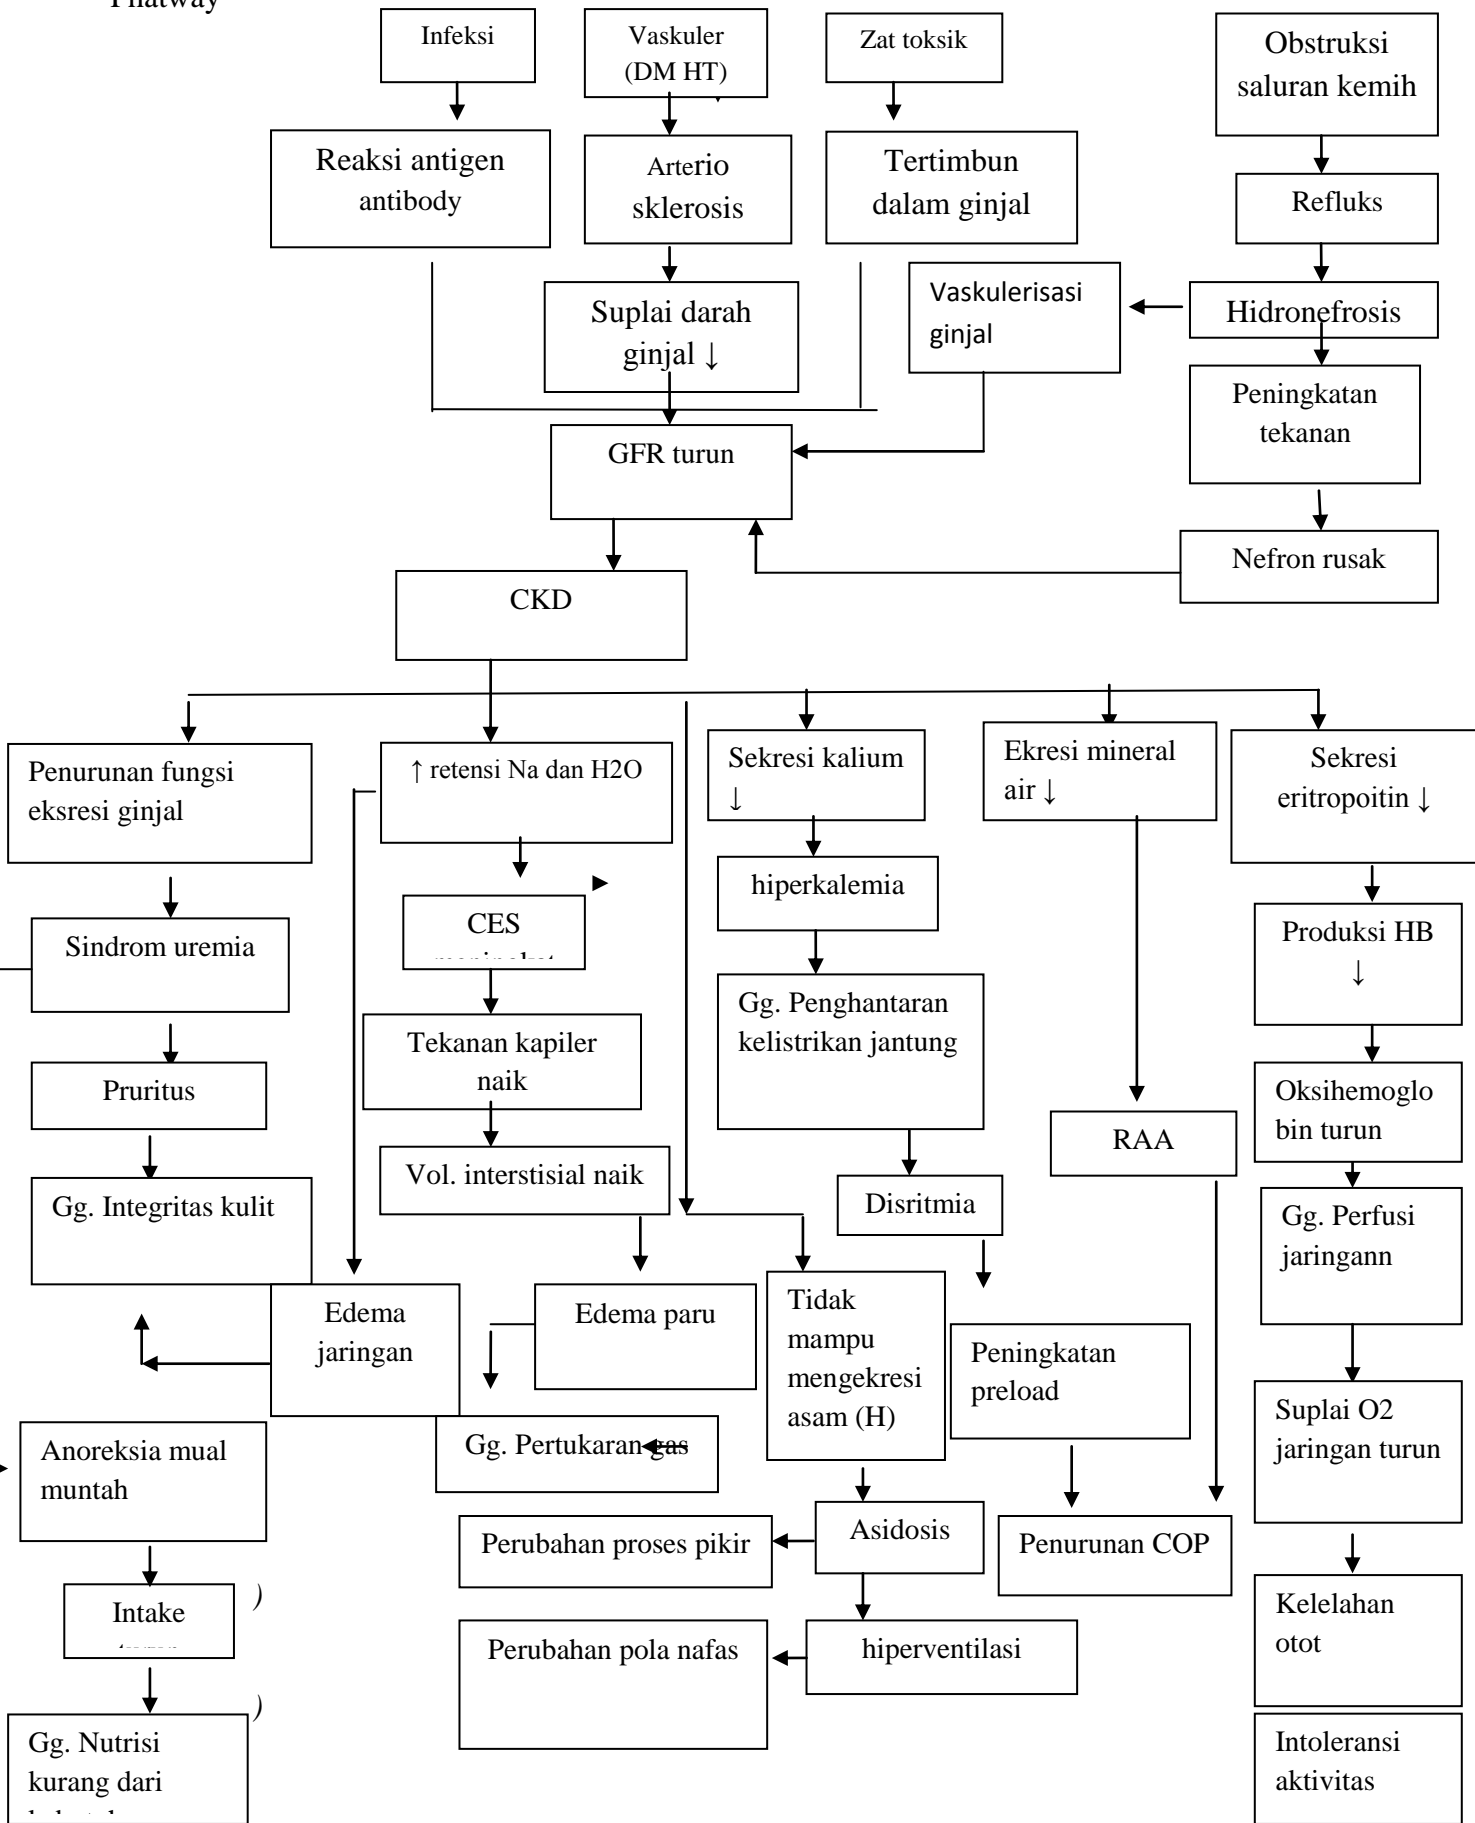 Phatway
Infeksi
Vaskuler
(DM HT)
Zat toksik
Obstruksi
saluran kemih
Reaksi antigen
antibody
Arterio
sklerosis
Tertimbun
dalam ginjal
Refluks
Suplai darah
ginjal ↓
Vaskulerisasi
ginjal
Hidronefrosis
Peningkatan
tekanan
GFR turun
Nefron rusak
CKD
Penurunan fungsi
eksresi ginjal
↑ retensi Na dan H2O
Sekresi kalium
↓
Ekresi mineral
air ↓
Sekresi
eritropoitin ↓
Sindrom uremia
CES
hiperkalemia
Produksi HB
↓
Pruritus
Tekanan kapiler
naik
Gg. Penghantaran
kelistrikan jantung
RAA
Oksihemoglo
bin turun
Gg. Integritas kulit
Vol. interstisial naik
Disritmia
Gg. Perfusi
jaringann
Edema
jaringan
Edema paru
Tidak
mampu
mengekresi
asam (H)
Peningkatan
preload
Suplai O2
jaringan turun
Anoreksia mual
muntah
Gg. Pertukaran gas
Perubahan proses pikir
Asidosis
Penurunan COP
Intake
)
Kelelahan
otot
Perubahan pola nafas
hiperventilasi
Gg. Nutrisi
kurang dari
)
Intoleransi
aktivitas